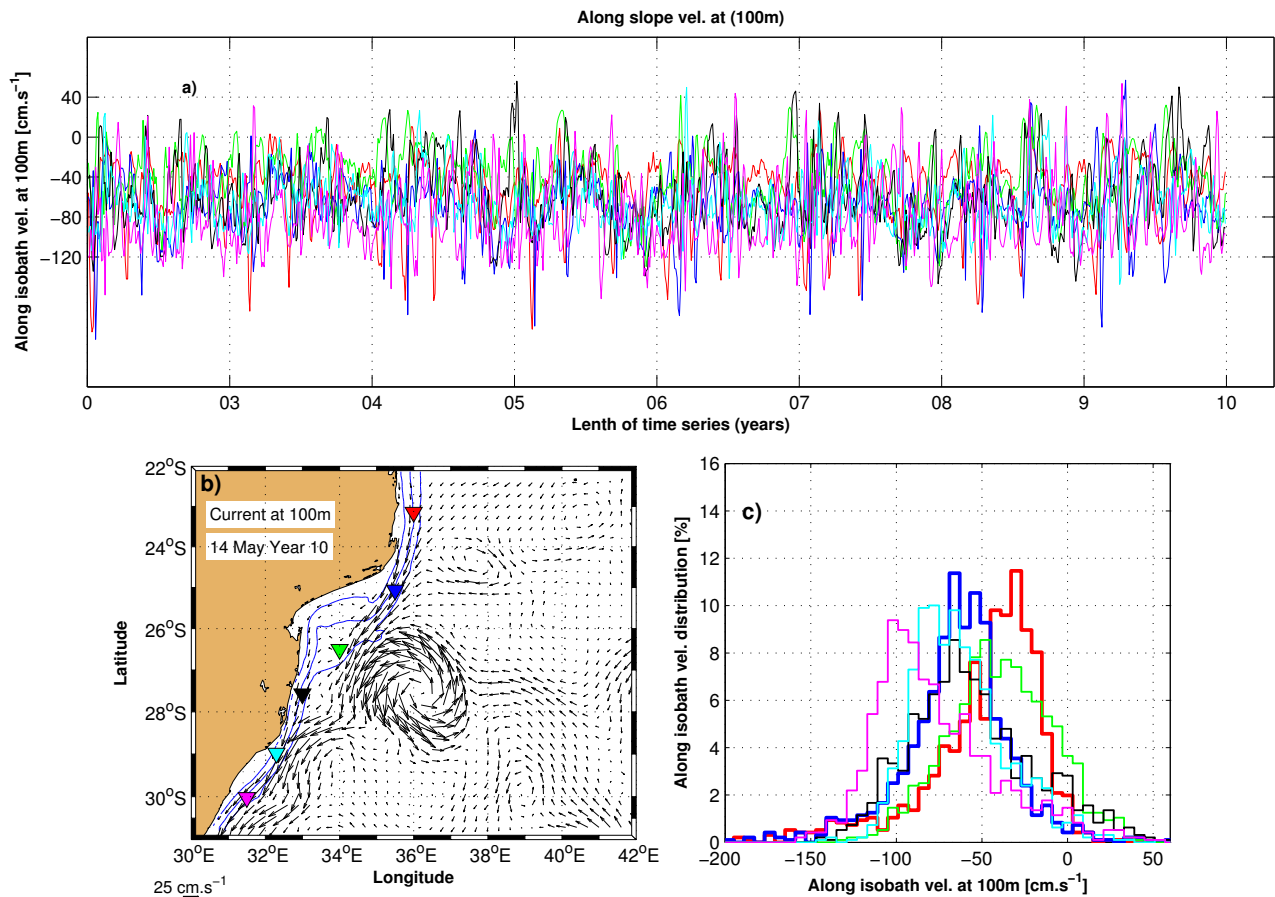 Along slope vel. at (100m)
Along isobath vel. at 100m [cm.s⁻¹]
a)
40
0
−40
−80
−120
0 03 04 05 06 07 08 9 10
Lenth of time series (years)
b)
Current at 100m
14 May Year 10
Latitude
22°S
24°S
26°S
28°S
30°S
30°E 32°E 34°E 36°E 38°E 40°E 42°E
Longitude
25 cm.s⁻¹
c)
Along isobath vel. distribution [%]
16
14
12
10
8
6
4
2
0
−200 −150 −100 −50 0 50
Along isobath vel. at 100m [cm.s⁻¹]